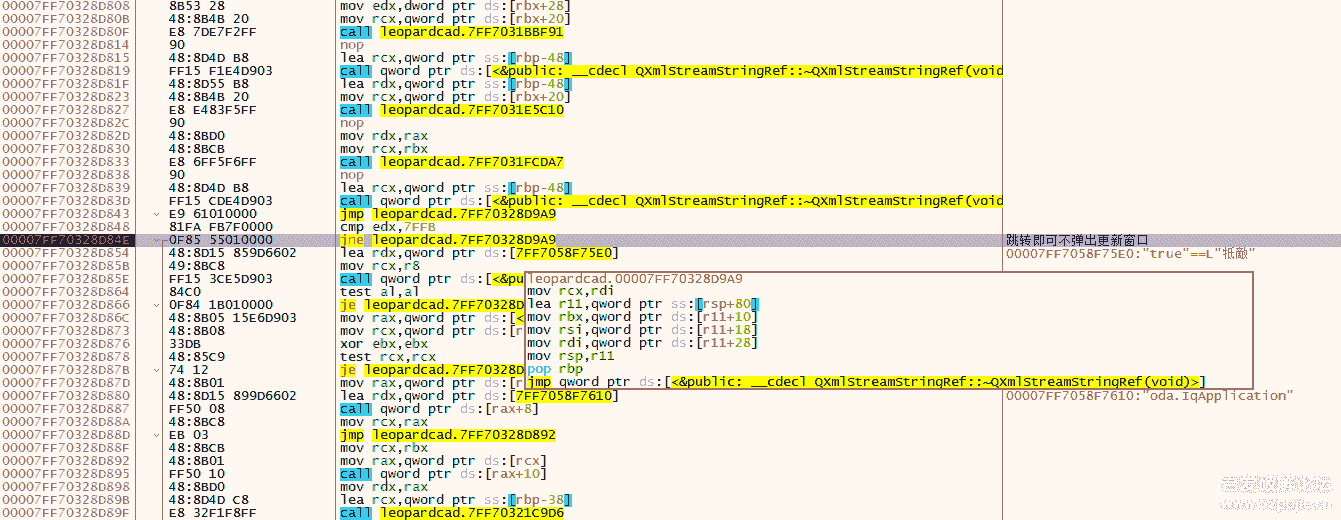 00007FF70328D808 8B53 28 mov edx,dword ptr ds:[rbx+28]
00007FF70328D80B 48:8B4B 20 mov rcx,qword ptr ds:[rbx+20]
00007FF70328D80F E8 7DE7F2FF call leopardcad.7FF7031BBF91
00007FF70328D814 90 nop
00007FF70328D815 48:8D4D B8 lea rcx,qword ptr ss:[rbp-48]
00007FF70328D819 FF15 F1E4D903 call qword ptr ds:[<&public: __cdecl QXmlStreamStringRef::~QXmlStreamStringRef(void
00007FF70328D81F 48:8D55 B8 lea rdx,qword ptr ss:[rbp-48]
00007FF70328D823 48:8B4B 20 mov rcx,qword ptr ds:[rbx+20]
00007FF70328D827 E8 E483F5FF call leopardcad.7FF7031E5C10
00007FF70328D82C 90 nop
00007FF70328D82D 48:8BD0 mov rdx,rax
00007FF70328D830 48:8BCB mov rcx,rbx
00007FF70328D833 E8 6FF5F6FF call leopardcad.7FF7031FCDA7
00007FF70328D838 90 nop
00007FF70328D839 48:8D4D B8 lea rcx,qword ptr ss:[rbp-48]
00007FF70328D83D FF15 CDE4D903 call qword ptr ds:[<&public: __cdecl QXmlStreamStringRef::~QXmlStreamStringRef(void
00007FF70328D843 E9 61010000 jmp leopardcad.7FF70328D9A9
00007FF70328D848 81FA FB7F0000 cmp edx,7FFB
00007FF70328D84E 0F85 55010000 jne leopardcad.7FF70328D9A9 跳转即可不弹出更新窗口
00007FF70328D854 48:8D15 859D6602 lea rdx,qword ptr ds:[7FF7058F75E0] 00007FF7058F75E0:"true"==L"牴敵"
00007FF70328D85B 49:8BC8 mov rcx,r8
00007FF70328D85E FF15 3CE5D903 call qword ptr ds:[<&pu
00007FF70328D864 84C0 test al,al
00007FF70328D866 0F84 1B010000 je leopardcad.7FF70328D
00007FF70328D86C 48:8B05 15E6D903 mov rax,qword ptr ds:[<
00007FF70328D873 48:8B08 mov rcx,qword ptr ds:[r
00007FF70328D876 33DB xor ebx,ebx
00007FF70328D878 48:85C9 test rcx,rcx
00007FF70328D87B 74 12 je leopardcad.7FF70328D
00007FF70328D87D 48:8B01 mov rax,qword ptr ds:[r
00007FF70328D880 48:8D15 899D6602 lea rdx,qword ptr ds:[7FF7058F7610] 00007FF7058F7610:"oda.IqApplication"
00007FF70328D887 FF50 08 call qword ptr ds:[rax+8]
00007FF70328D88A 48:8BC8 mov rcx,rax
00007FF70328D88D EB 03 jmp leopardcad.7FF70328D892
00007FF70328D88F 48:8BCB mov rcx,rbx
00007FF70328D892 48:8B01 mov rax,qword ptr ds:[rcx]
00007FF70328D895 FF50 10 call qword ptr ds:[rax+10]
00007FF70328D898 48:8BD0 mov rdx,rax
00007FF70328D89B 48:8D4D C8 lea rcx,qword ptr ss:[rbp-38]
00007FF70328D89F E8 32F1F8FF call leopardcad.7FF70321C9D6
leopardcad.00007FF70328D9A9
mov rcx,rdi
lea r11,qword ptr ss:[rsp+80]
mov rbx,qword ptr ds:[r11+10]
mov rsi,qword ptr ds:[r11+18]
mov rdi,qword ptr ds:[r11+28]
mov rsp,r11
pop rbp
jmp qword ptr ds:[<&public: __cdecl QXmlStreamStringRef::~QXmlStreamStringRef(void)>]
吾爱破解论坛
www.52pojie.cn